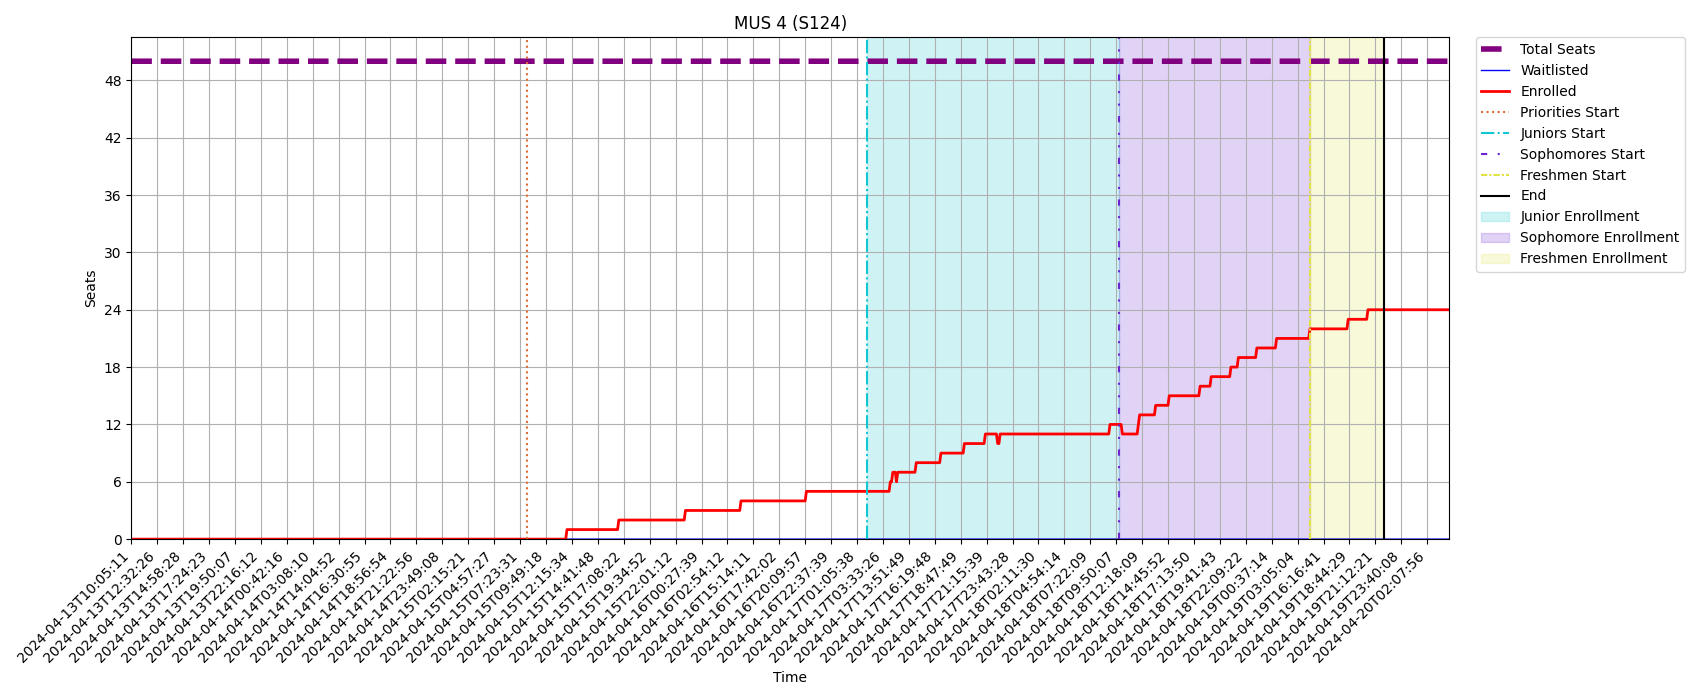 MUS 4 (S124)
Seats
48
42
36
30
24
18
12
6
0
2024-04-13T10:05:11
2024-04-13T12:32:26
2024-04-13T14:58:28
2024-04-13T17:24:23
2024-04-13T19:50:07
2024-04-13T22:16:12
2024-04-14T00:42:16
2024-04-14T03:08:10
2024-04-14T14:04:52
2024-04-14T16:30:55
2024-04-14T18:56:54
2024-04-14T21:22:56
2024-04-14T23:49:08
2024-04-15T02:15:21
2024-04-15T04:57:27
2024-04-15T07:23:31
2024-04-15T09:49:18
2024-04-15T12:15:34
2024-04-15T14:41:48
2024-04-15T17:08:22
2024-04-15T19:34:52
2024-04-15T22:01:12
2024-04-16T00:27:39
2024-04-16T02:54:12
2024-04-16T15:14:11
2024-04-16T17:42:02
2024-04-16T20:09:57
2024-04-16T22:37:39
2024-04-17T01:05:38
2024-04-17T03:33:26
2024-04-17T13:51:49
2024-04-17T16:19:48
2024-04-17T18:47:49
2024-04-17T21:15:39
2024-04-17T23:43:28
2024-04-18T02:11:30
2024-04-18T04:54:14
2024-04-18T07:22:09
2024-04-18T09:50:07
2024-04-18T12:18:09
2024-04-18T14:45:52
2024-04-18T17:13:50
2024-04-18T19:41:43
2024-04-18T22:09:22
2024-04-19T00:37:14
2024-04-19T03:05:04
2024-04-19T16:16:41
2024-04-19T18:44:29
2024-04-19T21:12:21
2024-04-19T23:40:08
2024-04-20T02:07:56
Time
Total Seats
Waitlisted
Enrolled
Priorities Start
Juniors Start
Sophomores Start
Freshmen Start
End
Junior Enrollment
Sophomore Enrollment
Freshmen Enrollment